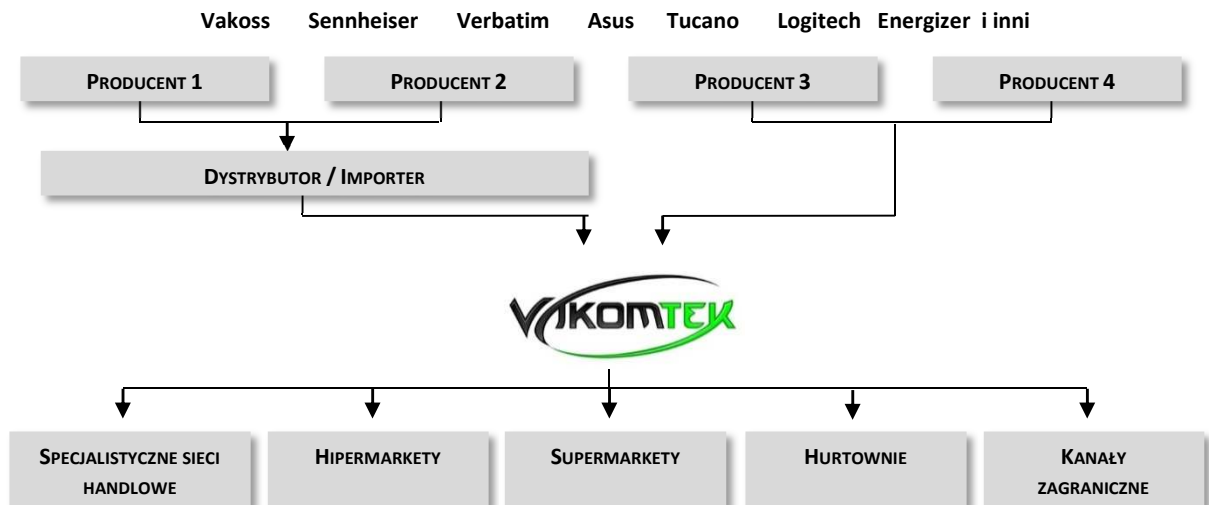 Vakoss Sennheiser Verbatim Asus Tucano Logitech Energizer i inni
PRODUCENT 1 PRODUCENT 2 PRODUCENT 3 PRODUCENT 4
DYSTRYBUTOR / IMPORTER
VAKOMTEK
SPECJALISTYCZNE SIECI HANDLOWE
HIPERMARKETY
SUPERMARKETY
HURTOWNIE
KANAŁY
ZAGRANICZNE